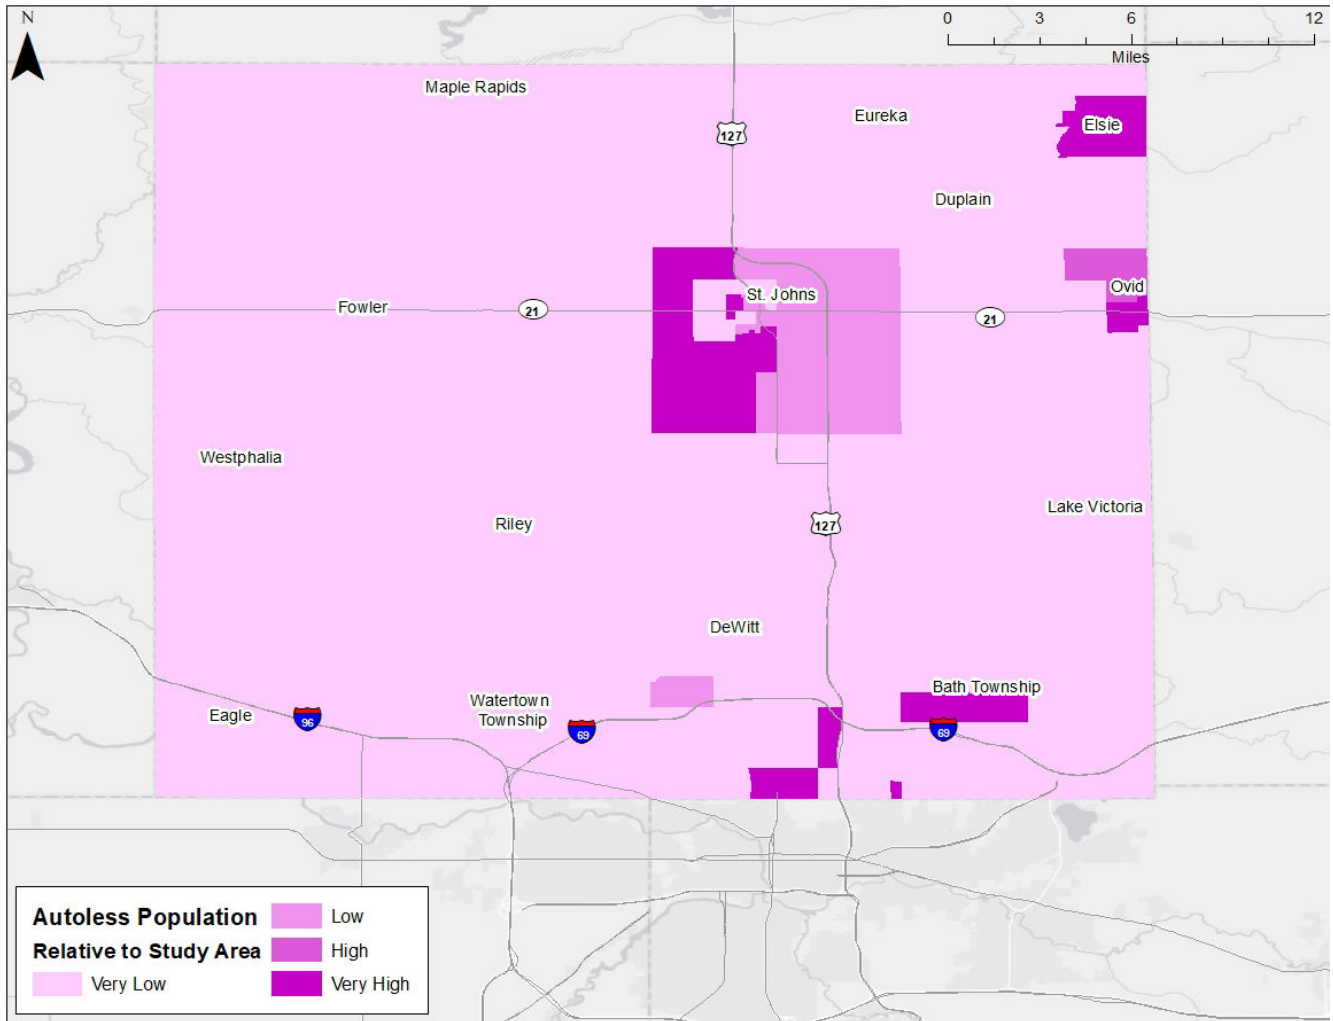 N
0 3 6 12
Miles
Maple Rapids
Eureka
Elsie
127
Duplain
Ovid
St. Johns
Fowler
21
21
Westphalia
Lake Victoria
Riley
127
DeWitt
Bath Township
Watertown
Township
Eagle
96
69
69
Autoless Population
Relative to Study Area
Very Low
Low
High
Very High